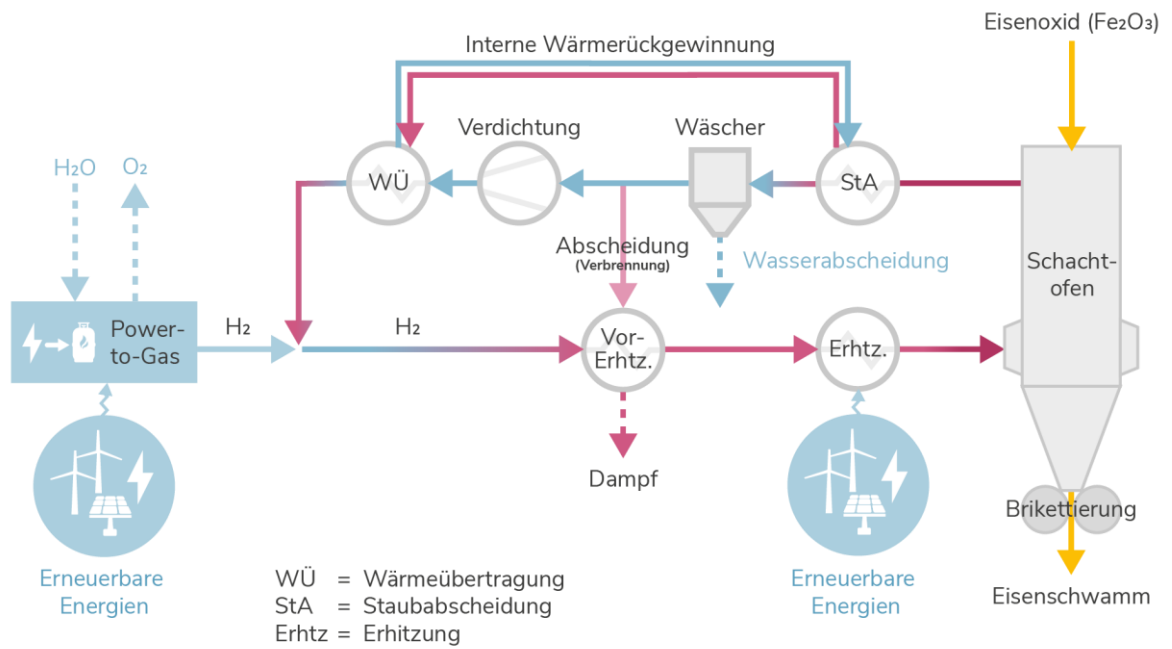 Eisenoxid (Fe₂O₃)
Interne Wärmerückgewinnung
Verdichtung
Wäscher
H₂O
O₂
WÜ
StA
Abscheidung
(Verbrennung)
Wasserabscheidung
Schacht-
ofen
Power-
to-Gas
H₂
H₂
Vor-
Erhtz.
Erhtz.
Dampf
Brikettierung
Erneuerbare
Energien
Erneuerbare
Energien
Eisenschwamm
WÜ = Wärmeübertragung
StA = Staubabscheidung
Erhtz = Erhitzung